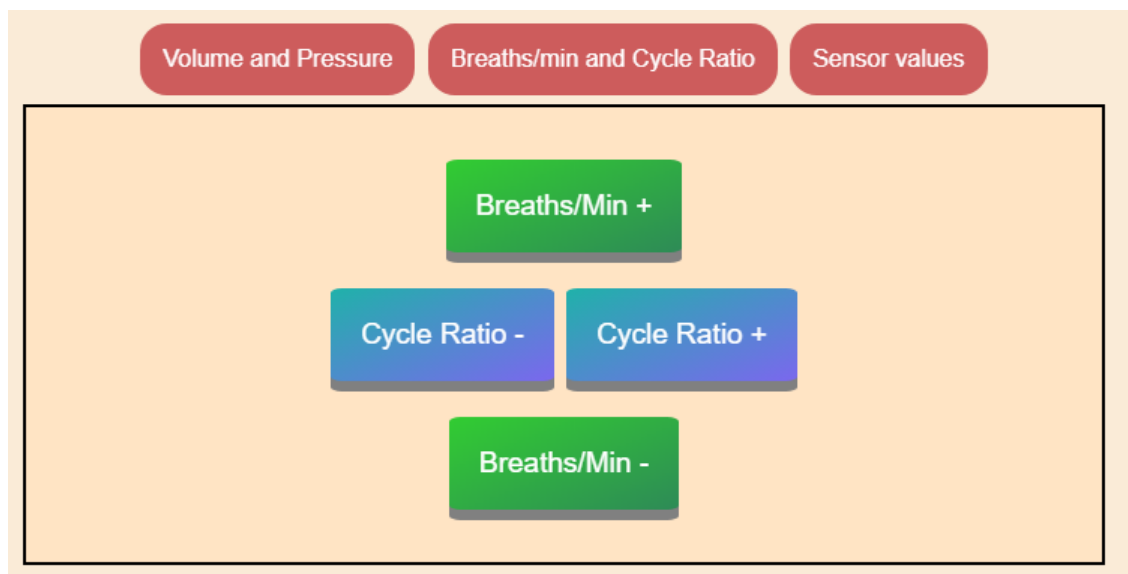 Volume and Pressure
Breaths/min and Cycle Ratio
Sensor values
Breaths/Min +
Cycle Ratio -
Cycle Ratio +
Breaths/Min -